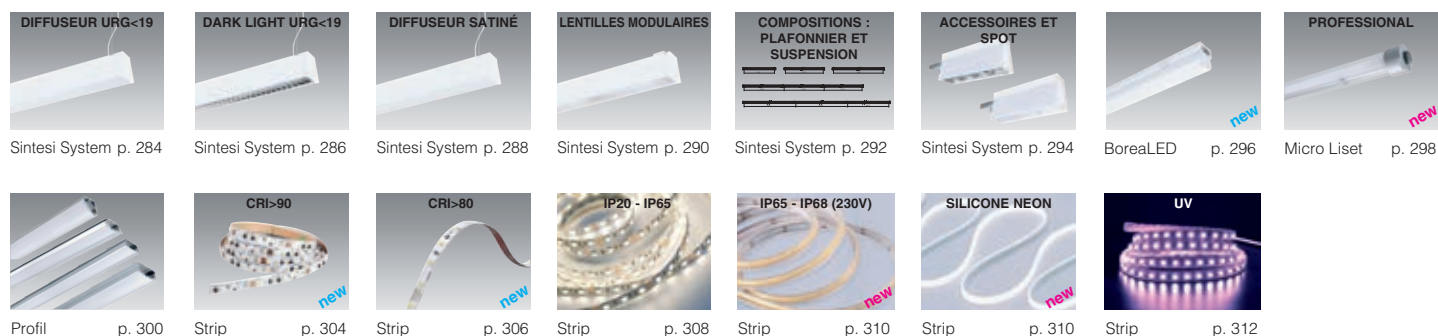 DIFFUSEUR URG<19
DARK LIGHT URG<19
DIFFUSEUR SATINÉ
LENTILLES MODULAIRES
COMPOSITIONS :
PLAFONNIER ET
SUSPENSION
ACCESSOIRES ET
SPOT
new
PROFESSIONAL
new
Sintesi System p. 284
Sintesi System p. 286
Sintesi System p. 288
Sintesi System p. 290
Sintesi System p. 292
Sintesi System p. 294
BoreaLED p. 296
Micro Liset p. 298
CRI>90
new
CRI>80
new
IP20 - IP65
IP65 - IP68 (230V)
new
SILICONE NEON
new
UV
Profil p. 300
Strip p. 304
Strip p. 306
Strip p. 308
Strip p. 310
Strip p. 310
Strip p. 312